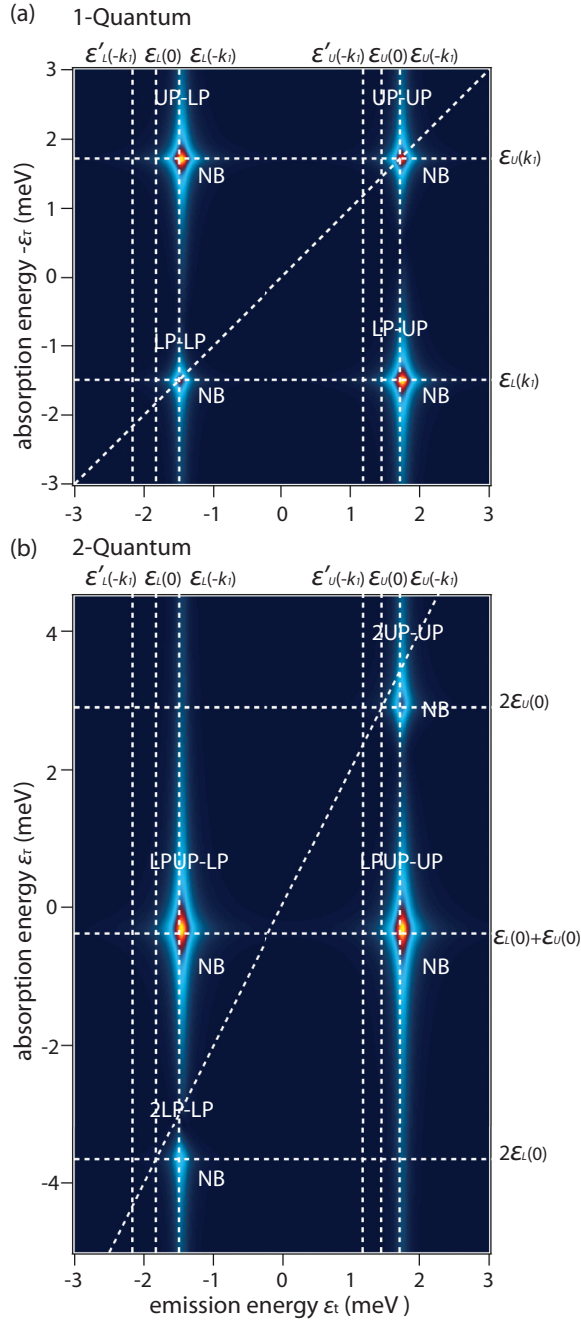 (a) 1-Quantum
ε'L(-k1) εL(0) εL(-k1) ε'U(-k1) εU(0) εU(-k1)
3
UP-LP UP-UP
2
εU(k1)
NB NB
1
absorption energy -ετ (meV)
0
LP-LP LP-UP
-1
εL(k1)
NB NB
-2
-3
-3 -2 -1 0 1 2 3
(b) 2-Quantum
ε'L(-k1) εL(0) εL(-k1) ε'U(-k1) εU(0) εU(-k1)
4 2UP-UP
2εU(0)
NB
2
absorption energy ετ (meV)
LPUP-LP LPUP-UP
0
εL(0)+εU(0)
NB NB
-2
2LP-LP
2εL(0)
NB
-4
-3 -2 -1 0 1 2 3
emission energy εt (meV )